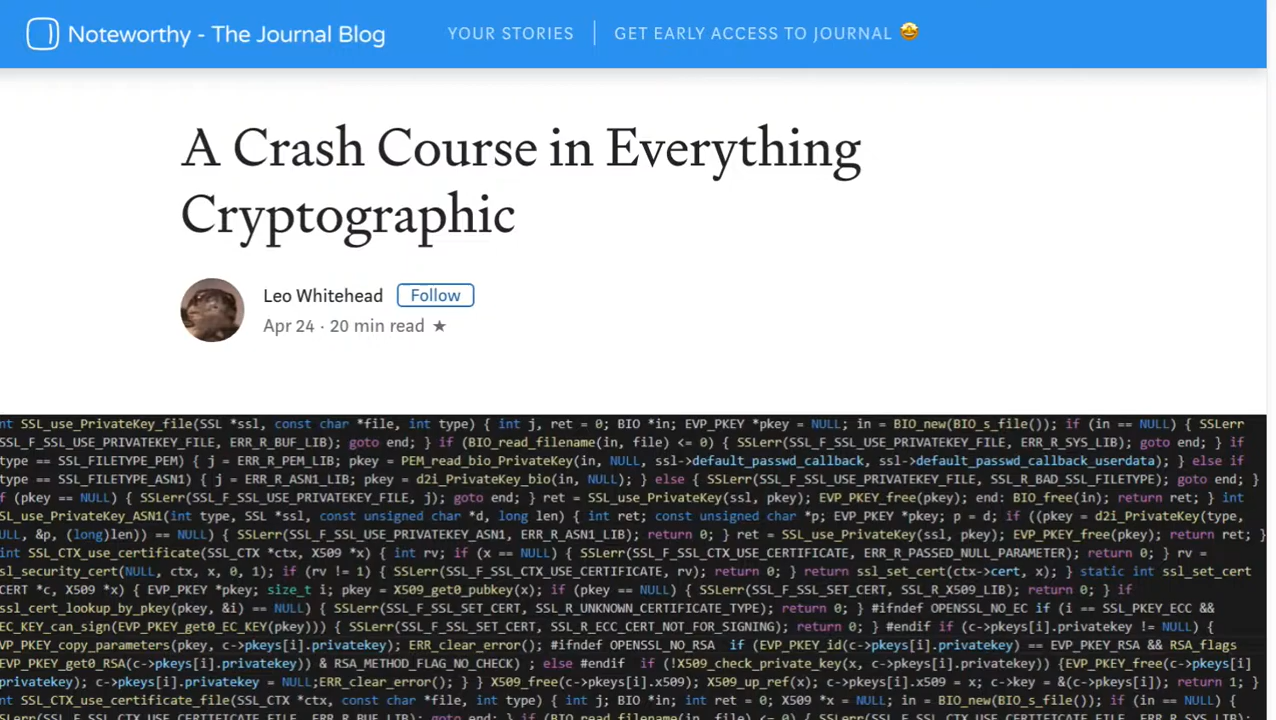 Noteworthy - The Journal Blog YOUR STORIES GET EARLY ACCESS TO JOURNAL 🤩
A Crash Course in Everything
Cryptographic
Leo Whitehead Follow
Apr 24 · 20 min read ★
nt SSL_use_PrivateKey_file(SSL *ssl, const char *file, int type) { int j, ret = 0; BIO *in; EVP_PKEY *pkey = NULL; in = BIO_new(BIO_s_file()); if (in == NULL) { SSLerr
SSL_F_SSL_USE_PRIVATEKEY_FILE, ERR_R_BUF_LIB); goto end; } if (BIO_read_filename(in, file) <= 0) { SSLerr(SSL_F_SSL_USE_PRIVATEKEY_FILE, ERR_R_SYS_LIB); goto end; } if
type == SSL_FILETYPE_PEM) { j = ERR_R_PEM_LIB; pkey = PEM_read_bio_PrivateKey(in, NULL, ssl->default_passwd_callback, ssl->default_passwd_callback_userdata); } else if
type == SSL_FILETYPE_ASN1) { j = ERR_R_ASN1_LIB; pkey = d2i_PrivateKey_bio(in, NULL); } else { SSLerr(SSL_F_SSL_USE_PRIVATEKEY_FILE, SSL_R_BAD_SSL_FILETYPE); goto end; }
f (pkey == NULL) { SSLerr(SSL_F_SSL_USE_PRIVATEKEY_FILE, j); goto end; } ret = SSL_use_PrivateKey(ssl, pkey); EVP_PKEY_free(pkey); end: BIO_free(in); return ret; } int
SL_use_PrivateKey_ASN1(int type, SSL *ssl, const unsigned char *d, long len) { int ret; const unsigned char *p; EVP_PKEY *pkey; p = d; if ((pkey = d2i_PrivateKey(type,
ULL, &p, (long)len)) == NULL) { SSLerr(SSL_F_SSL_USE_PRIVATEKEY_ASN1, ERR_R_ASN1_LIB); return 0; } ret = SSL_use_PrivateKey(ssl, pkey); EVP_PKEY_free(pkey); return ret; }
int SSL_CTX_use_certificate(SSL_CTX *ctx, X509 *x) { int rv; if (x == NULL) { SSLerr(SSL_F_SSL_CTX_USE_CERTIFICATE, ERR_R_PASSED_NULL_PARAMETER); return 0; } rv =
sl_security_cert(NULL, ctx, x, 0, 1); if (rv != 1) { SSLerr(SSL_F_SSL_CTX_USE_CERTIFICATE, rv); return 0; } return ssl_set_cert(ctx->cert, x); } static int ssl_set_cert
CERT *c, X509 *x) { EVP_PKEY *pkey; size_t i; pkey = X509_get0_pubkey(x); if (pkey == NULL) { SSLerr(SSL_F_SSL_SET_CERT, SSL_R_X509_LIB); return 0; } if
ssl_cert_lookup_by_pkey(pkey, &i) == NULL) { SSLerr(SSL_F_SSL_SET_CERT, SSL_R_UNKNOWN_CERTIFICATE_TYPE); return 0; } #ifndef OPENSSL_NO_EC if (i == SSL_PKEY_ECC &&
EC_KEY_can_sign(EVP_PKEY_get0_EC_KEY(pkey))) { SSLerr(SSL_F_SSL_SET_CERT, SSL_R_ECC_CERT_NOT_FOR_SIGNING); return 0; } #endif if (c->pkeys[i].privatekey != NULL) {
VP_PKEY_copy_parameters(pkey, c->pkeys[i].privatekey); ERR_clear_error(); #ifndef OPENSSL_NO_RSA if (EVP_PKEY_id(c->pkeys[i].privatekey) == EVP_PKEY_RSA && RSA_flags
EVP_PKEY_get0_RSA(c->pkeys[i].privatekey)) & RSA_METHOD_FLAG_NO_CHECK) ; else #endif if (!X509_check_private_key(x, c->pkeys[i].privatekey)) {EVP_PKEY_free(c->pkeys[i]
privatekey); c->pkeys[i].privatekey = NULL;ERR_clear_error(); } } X509_free(c->pkeys[i].x509); X509_up_ref(x); c->pkeys[i].x509 = x; c->key = &(c->pkeys[i]); return 1; }
nt SSL_CTX_use_certificate_file(SSL_CTX *ctx, const char *file, int type) { int j; BIO *in; int ret = 0; X509 *x = NULL; in = BIO_new(BIO_s_file()); if (in == NULL) {